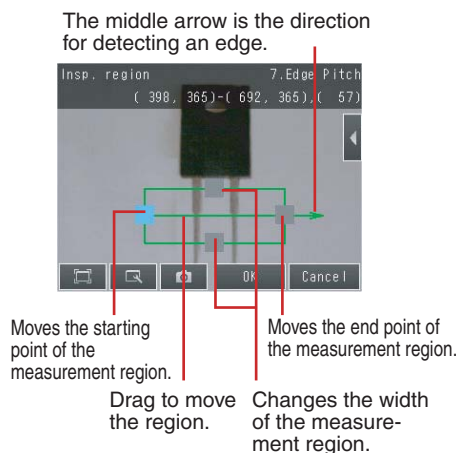 The middle arrow is the direction
for detecting an edge.
Insp. region 7.Edge Pitch
( 398, 365)-( 692, 365),( 57)
OK Cancel
Moves the starting
point of the
measurement region.
Moves the end point of
the measurement region.
Drag to move
the region.
Changes the width
of the measure-
ment region.